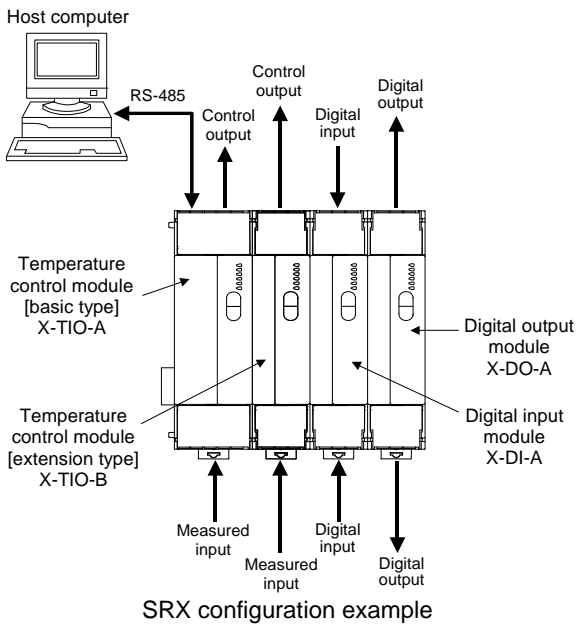 Host computer
RS-485
Control
output
Control
output
Digital
input
Digital
output
Temperature
control module
[basic type]
X-TIO-A
Digital output
module
X-DO-A
Temperature
control module
[extension type]
X-TIO-B
Digital input
module
X-DI-A
Measured
input
Measured
input
Digital
input
Digital
output
SRX configuration example